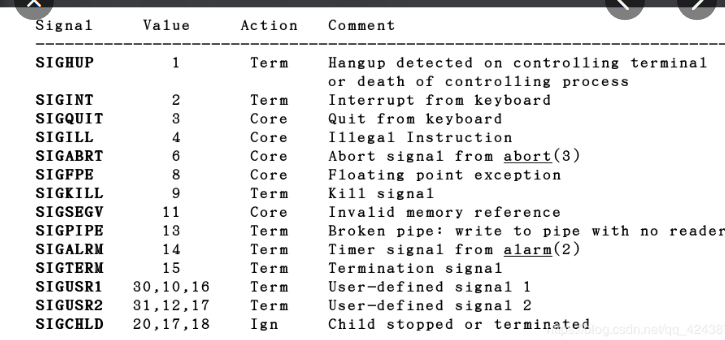 Signal Value Action Comment
SIGHUP 1 Term Hangup detected on controlling terminal
or death of controlling process
SIGINT 2 Term Interrupt from keyboard
SIGQUIT 3 Core Quit from keyboard
SIGILL 4 Core Illegal Instruction
SIGABRT 6 Core Abort signal from abort(3)
SIGFPE 8 Core Floating point exception
SIGKILL 9 Term Kill signal
SIGSEGV 11 Core Invalid memory reference
SIGPIPE 13 Term Broken pipe: write to pipe with no reader
SIGALRM 14 Term Timer signal from alarm(2)
SIGTERM 15 Term Termination signal
SIGUSR1 30,10,16 Term User-defined signal 1
SIGUSR2 31,12,17 Term User-defined signal 2
SIGCHLD 20,17,18 Ign Child stopped or terminated